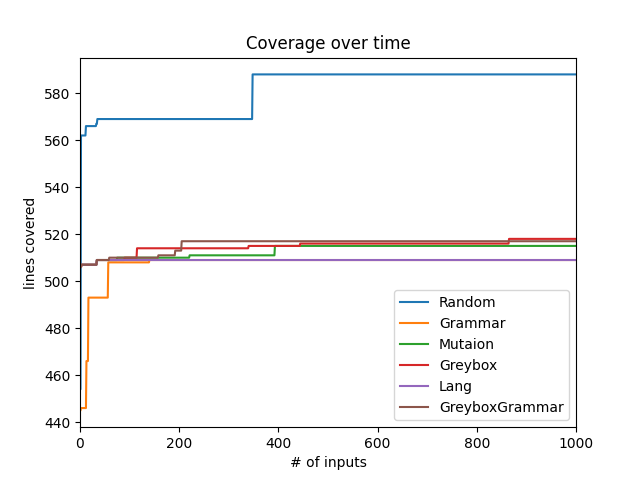 Coverage over time
lines covered
580
560
540
520
500
480
460
440
0
200
400
600
800
1000
# of inputs
Random
Grammar
Mutaion
Greybox
Lang
GreyboxGrammar